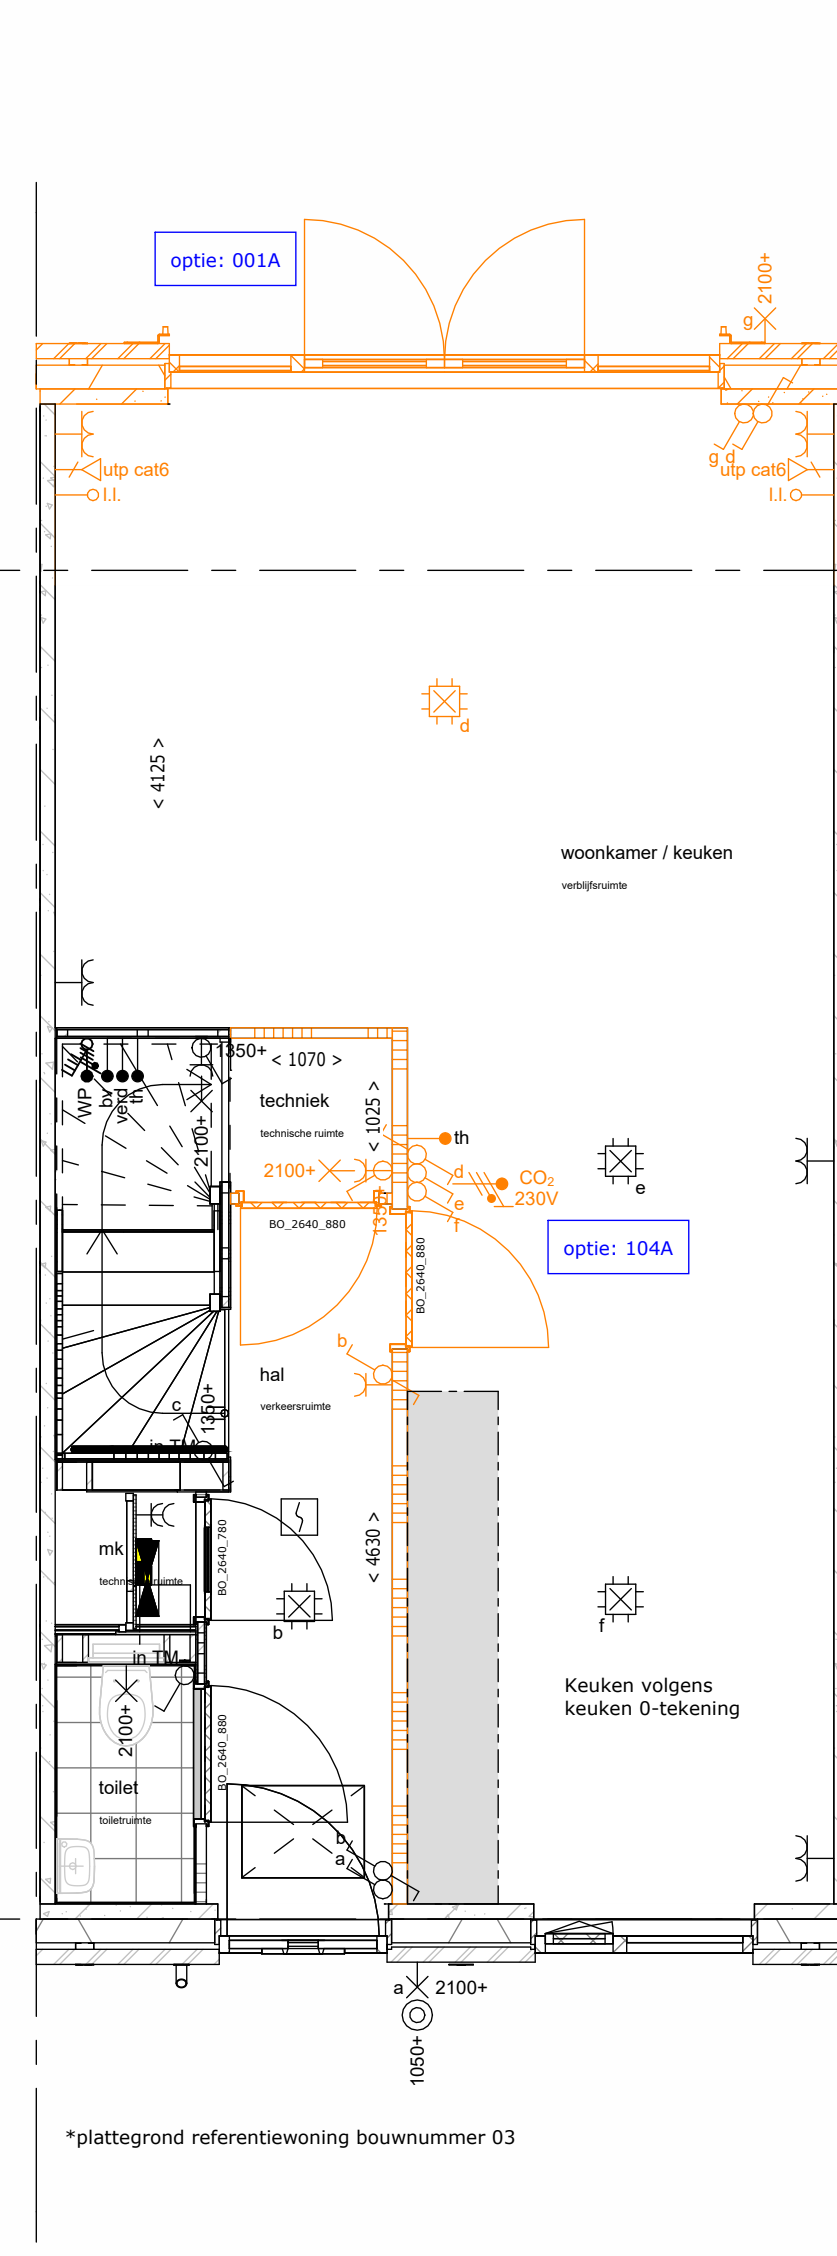 optie: 001A
2100+
g
g d
utp cat6
utp cat6
l.l.
l.l.
d
< 4125 >
woonkamer / keuken
verblijfsruimte
1350+
< 1070 >
WP
bv
verd
th
techniek
technische ruimte
< 1025 >
th
2100+
2100+
d
CO₂
230V
e
e
1350+
f
BO_2640_880
BO_2640_880
optie: 104A
b
hal
verkeersruimte
c
1350+
in TM
mk
technische ruimte
BO_2640_780
< 4630 >
b
f
in TM
2100+
BO_2640_880
Keuken volgens
keuken 0-tekening
toilet
toiletruimte
b
a
a
2100+
1050+
*plattegrond referentiewoning bouwnummer 03